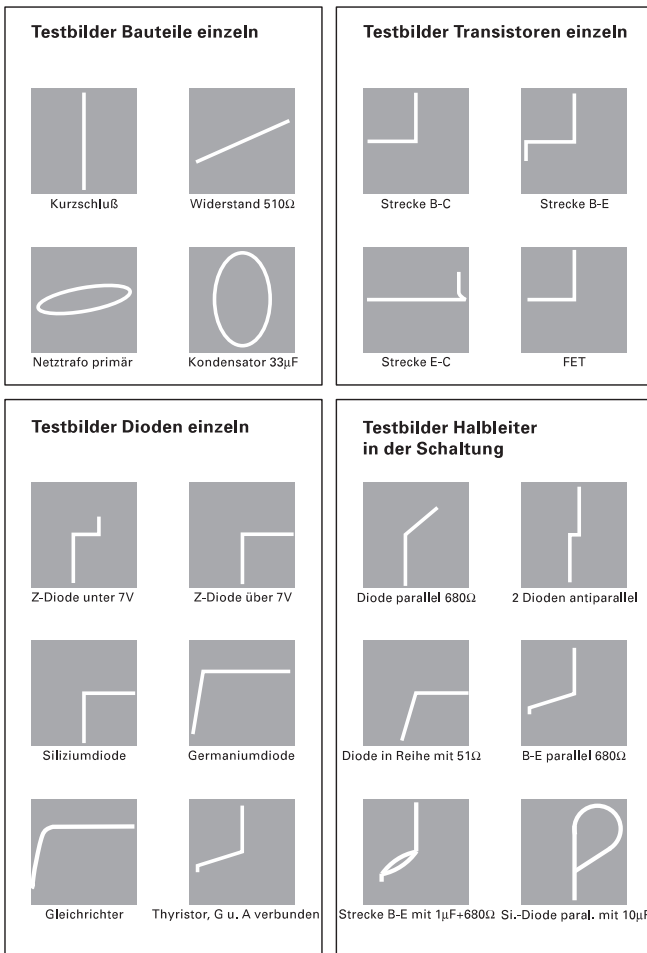 Testbilder Bauteile einzeln
Kurzschluß
Widerstand 510Ω
Netztrafo primär
Kondensator 33µF
Testbilder Transistoren einzeln
Strecke B-C
Strecke B-E
Strecke E-C
FET
Testbilder Dioden einzeln
Z-Diode unter 7V
Z-Diode über 7V
Siliziumdiode
Germaniumdiode
Gleichrichter
Thyristor, G u. A verbunden
Testbilder Halbleiter
in der Schaltung
Diode parallel 680Ω
2 Dioden antiparallel
Diode in Reihe mit 51Ω
B-E parallel 680Ω
Strecke B-E mit 1µF+680Ω
Si.-Diode paral. mit 10µF